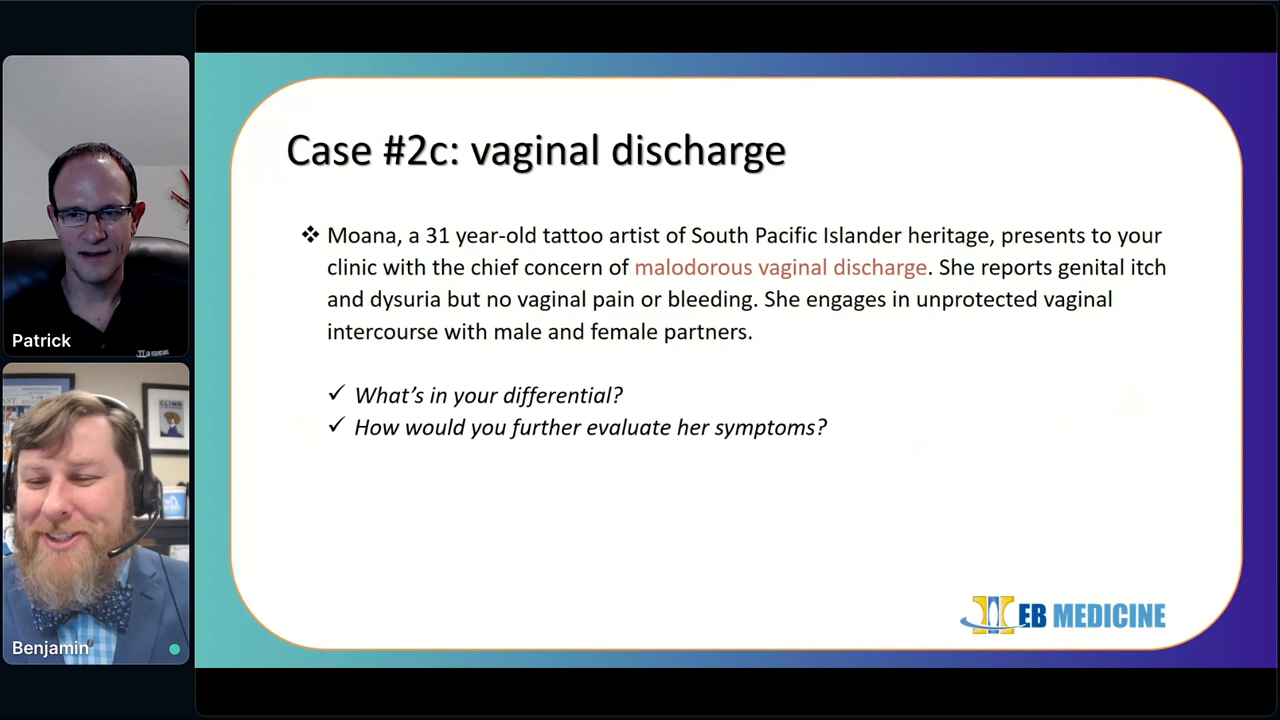 Case #2c: vaginal discharge
❖ Moana, a 31 year-old tattoo artist of South Pacific Islander heritage, presents to your
clinic with the chief concern of malodorous vaginal discharge. She reports genital itch
and dysuria but no vaginal pain or bleeding. She engages in unprotected vaginal
intercourse with male and female partners.
✓ What's in your differential?
✓ How would you further evaluate her symptoms?
EB MEDICINE
Patrick
EB MEDICINE
Benjamin